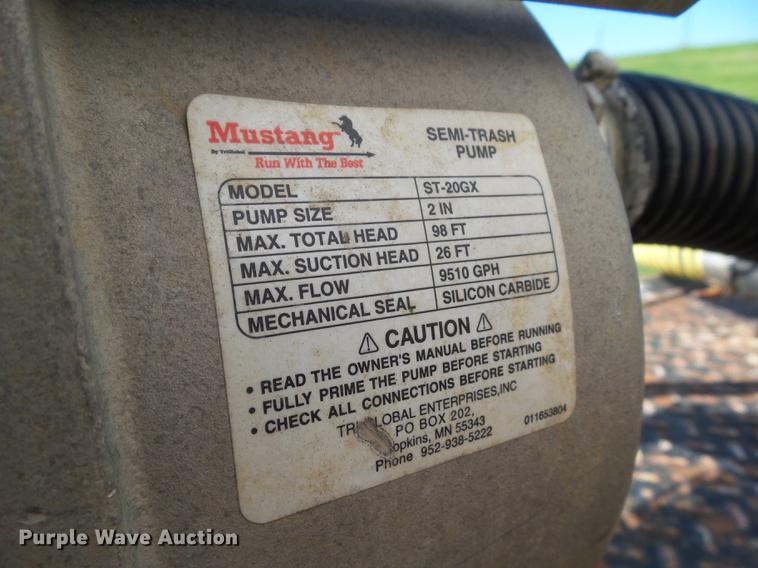 Mustang
Run With The Best
SEMI-TRASH
PUMP
MODEL ST-20GX
PUMP SIZE 2 IN
MAX. TOTAL HEAD 98 FT
MAX. SUCTION HEAD 26 FT
MAX. FLOW 9510 GPH
MECHANICAL SEAL SILICON CARBIDE
⚠ CAUTION ⚠
• READ THE OWNER'S MANUAL BEFORE RUNNING
• FULLY PRIME THE PUMP BEFORE STARTING
• CHECK ALL CONNECTIONS BEFORE STARTING
GLOBAL ENTERPRISES,INC
PO BOX 202,
MN 55343
Phone 952-938-5222
011653804
Purple Wave Auction